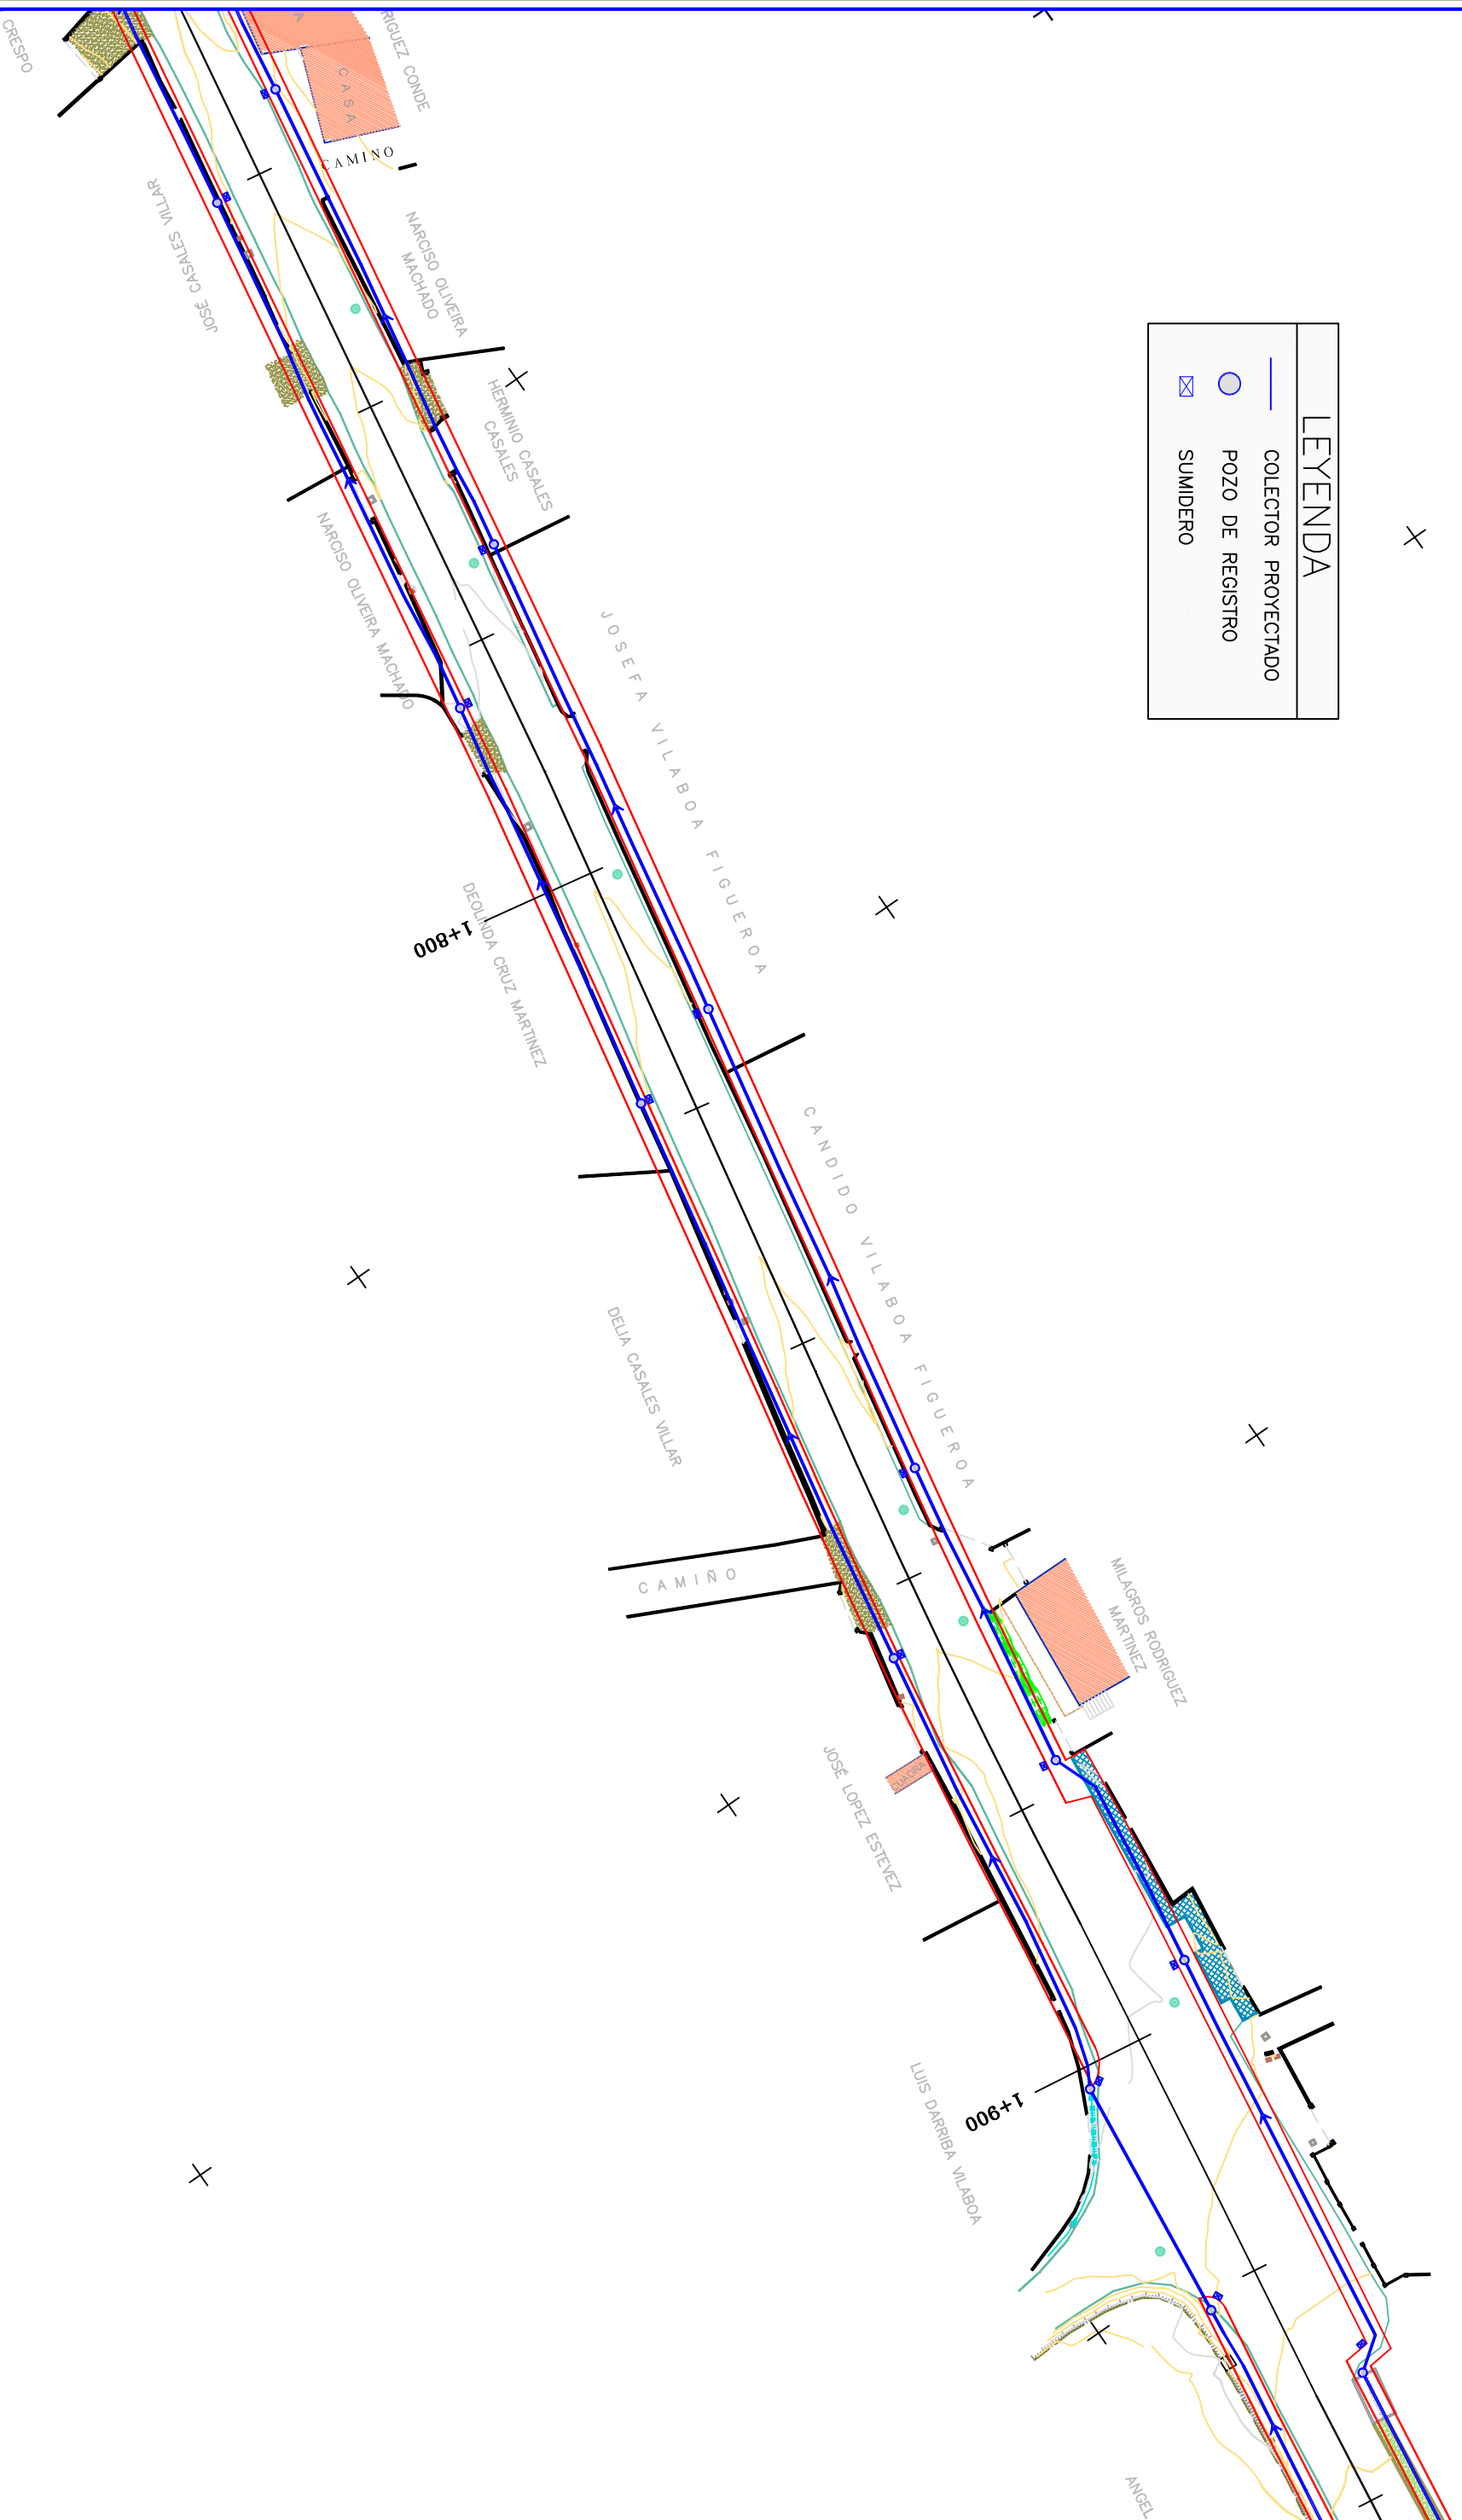 CRESPO
RIGUEZ CONDE
CASA
CAMINO
JOSÉ CASALES VILLAR
NARCISO OLIVEIRA
MACHADO
HERMINIO CASALES
CASALES
NARCISO OLIVEIRA MACHADO
LEYENDA
COLECTOR PROYECTADO
POZO DE REGISTRO
SUMIDERO
JOSEFA VILABOA FIGUEROA
1+800
DEOLINDA CRUZ MARTINEZ
CANDIDO VILABOA FIGUEROA
DELIA CASALES VILLAR
CAMIÑO
MILAGROS RODRIGUEZ
MARTINEZ
CUADRA
JOSÉ LOPEZ ESTEVEZ
1+900
LUIS DARRIBA VILABOA
ANGEL